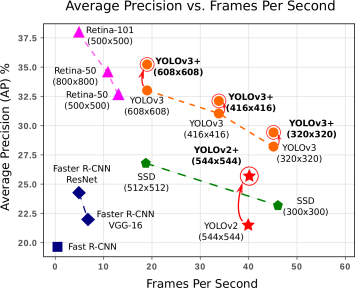 Average Precision vs. Frames Per Second
Average Precision (AP) %
37.5
35.0
32.5
30.0
27.5
25.0
22.5
20.0
Retina-101
(500x500)
Retina-50
(800x800)
Retina-50
(500x500)
YOLOv3+
(608x608)
YOLOv3
(608x608)
YOLOv3+
(416x416)
YOLOv3
(416x416)
YOLOv3+
(320x320)
YOLOv3
(320x320)
YOLOv2+
(544x544)
YOLOv2
(544x544)
SSD
(512x512)
SSD
(300x300)
Faster R-CNN
ResNet
Faster R-CNN
VGG-16
Fast R-CNN
0
10
20
30
40
50
60
Frames Per Second